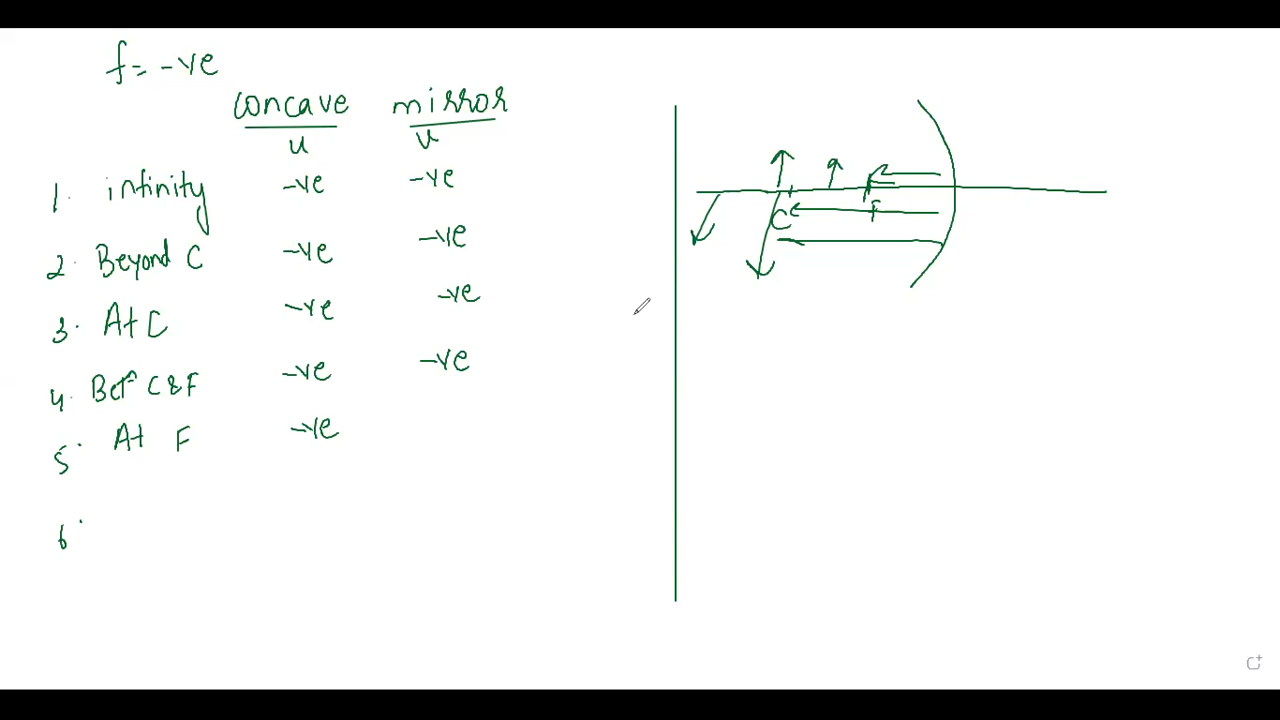 f = -ve
concave mirror
u v
1. infinity -ve -ve
2. Beyond C -ve -ve
3. At C -ve -ve
4. Betn C & F -ve -ve
5. At F -ve
6.
C F